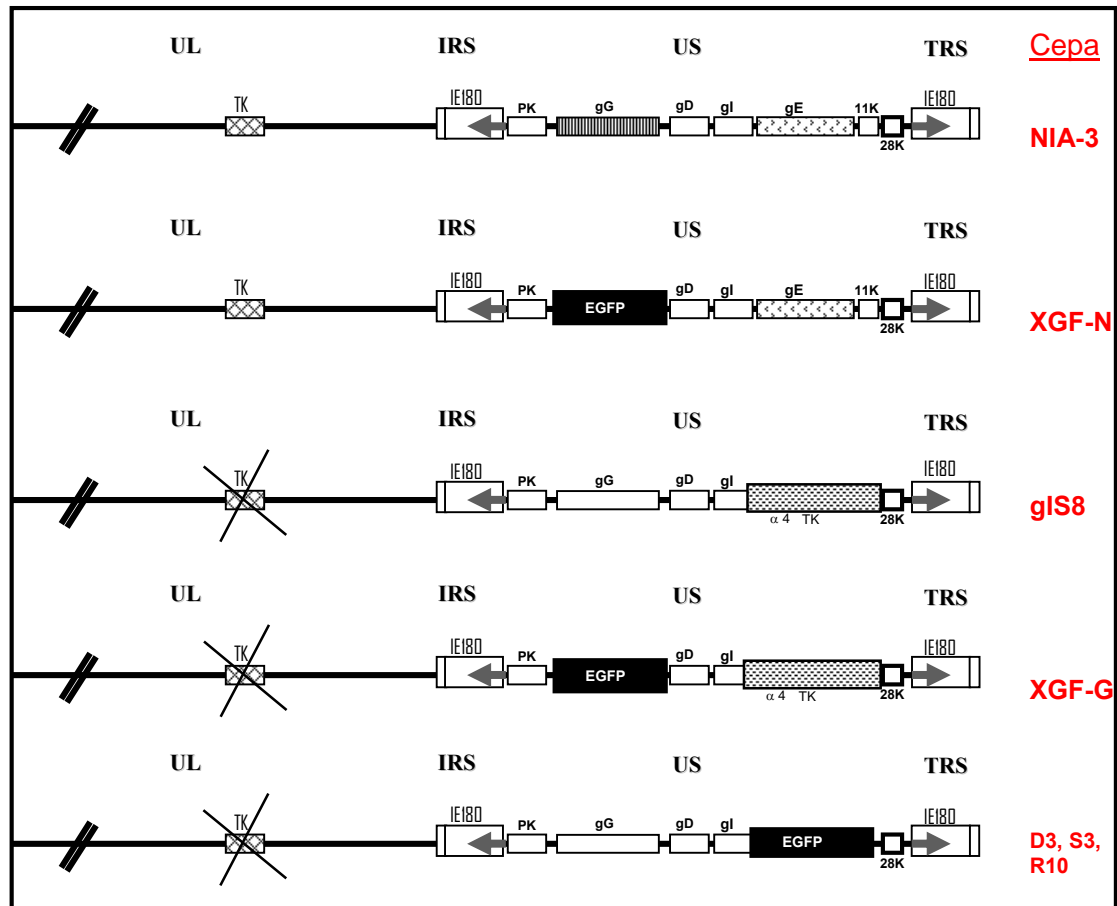 UL IRS US TRS Cepa
TK IE180 PK gG gD gI gE 11K IE180
28K
NIA-3
UL IRS US TRS
TK IE180 PK EGFP gD gI gE 11K IE180
28K
XGF-N
UL IRS US TRS
TK IE180 PK gG gD gI IE180
α 4 TK 28K
gIS8
UL IRS US TRS
TK IE180 PK EGFP gD gI IE180
α 4 TK 28K
XGF-G
UL IRS US TRS
TK IE180 PK gG gD gI EGFP IE180
28K
D3, S3,
R10